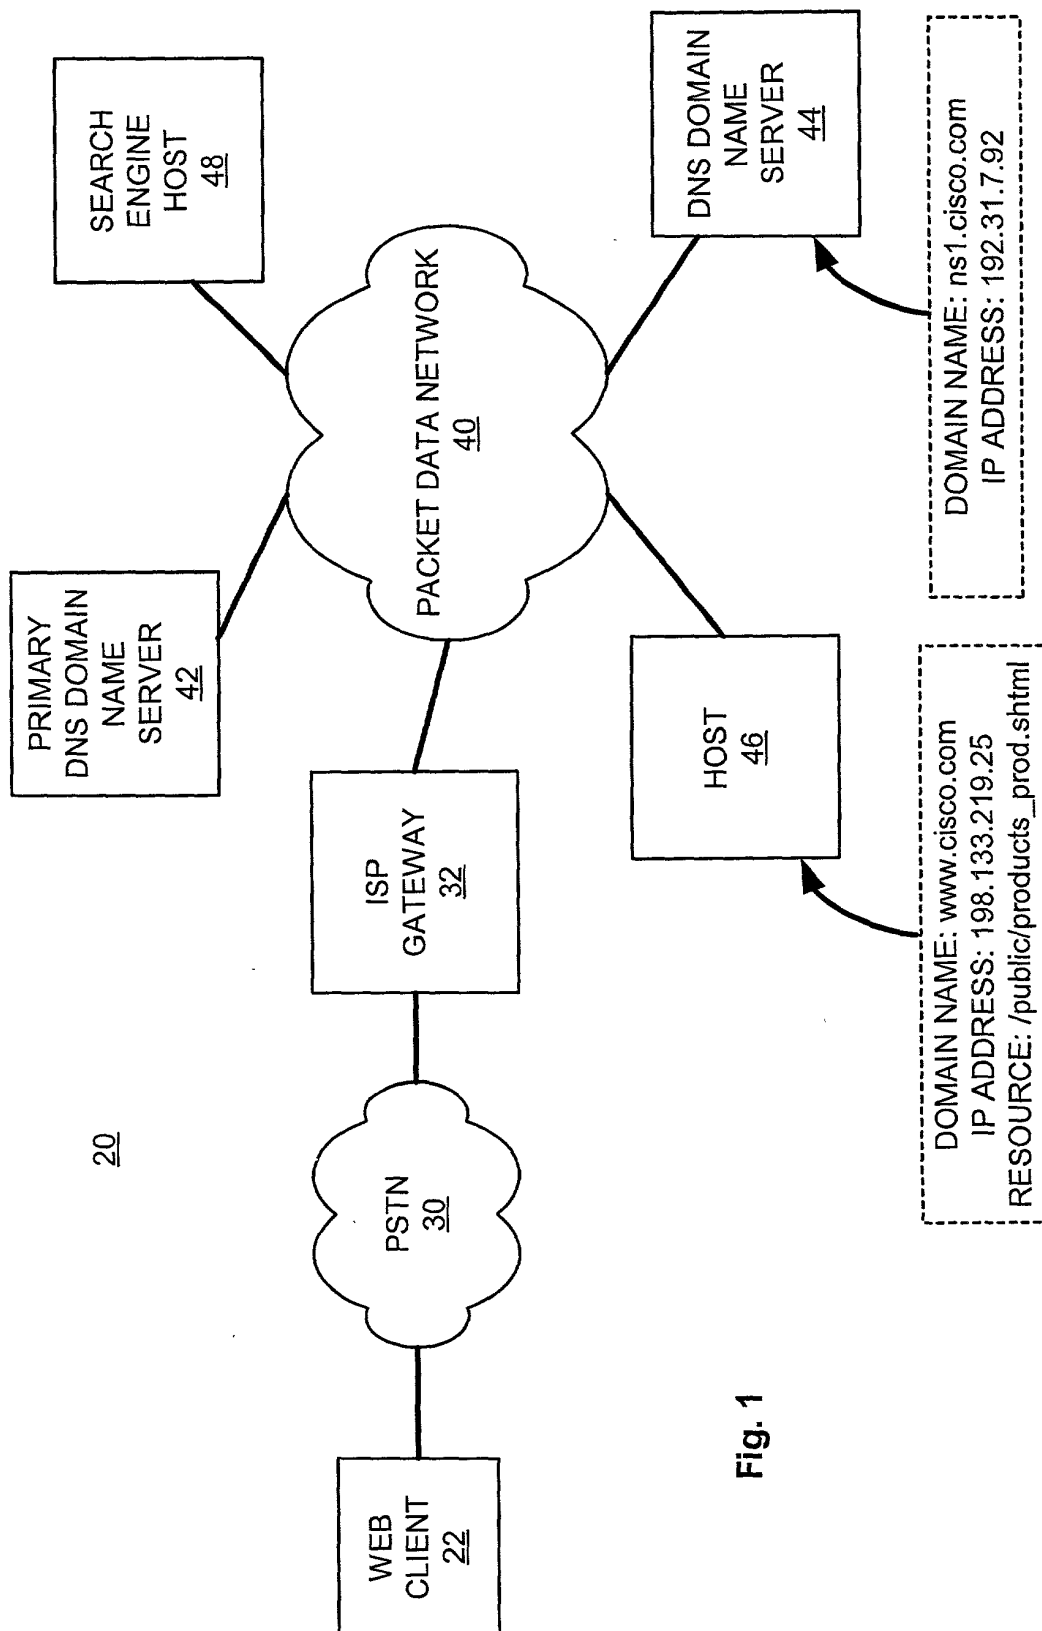 20
WEB
CLIENT
22
PSTN
30
ISP
GATEWAY
32
PRIMARY
DNS DOMAIN
NAME
SERVER
42
SEARCH
ENGINE
HOST
48
PACKET DATA NETWORK
40
HOST
46
DNS DOMAIN
NAME
SERVER
44
DOMAIN NAME: www.cisco.com
IP ADDRESS: 198.133.219.25
RESOURCE: /public/products_prod.shtml
DOMAIN NAME: ns1.cisco.com
IP ADDRESS: 192.31.7.92
Fig. 1